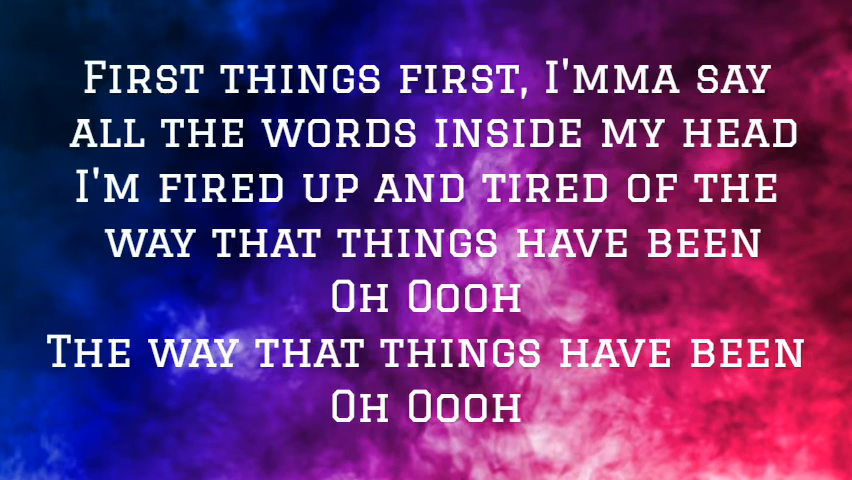 First things first, I'mma say
all the words inside my head
I'm fired up and tired of the
way that things have been
Oh Oooh
The way that things have been
Oh Oooh